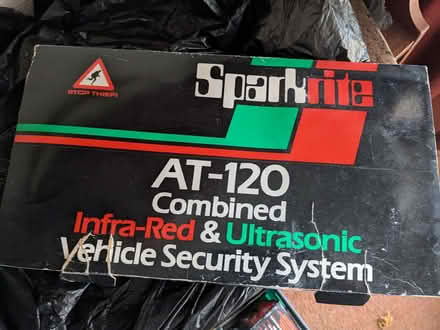 STOP THIEF!
Sparkrite
AT-120
Combined
Infra-Red & Ultrasonic
Vehicle Security System